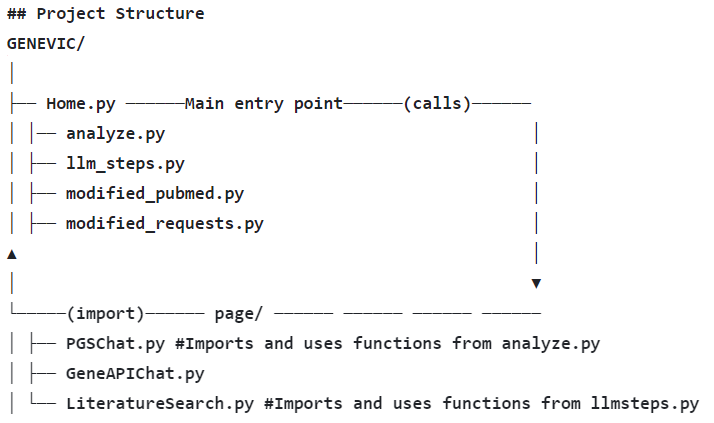 ## Project Structure
GENEVIC/
│
├── Home.py ──────Main entry point──────(calls)──────
│ │── analyze.py │
│ ├── llm_steps.py │
│ ├── modified_pubmed.py │
│ ├── modified_requests.py │
▲ │
│ ▼
└─────(import)────── page/ ────── ────── ────── ──────
│ ├── PGSChat.py #Imports and uses functions from analyze.py
│ ├── GeneAPIChat.py
│ └── LiteratureSearch.py #Imports and uses functions from llmsteps.py